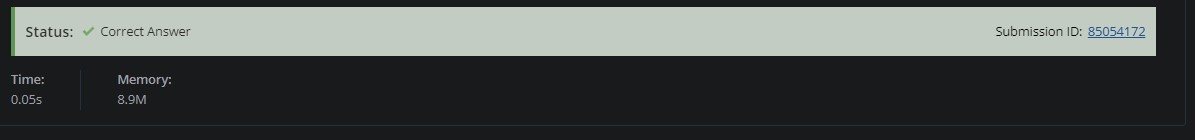 Status: Correct Answer Submission ID: 85054172
Time: Memory:
0.05s 8.9M